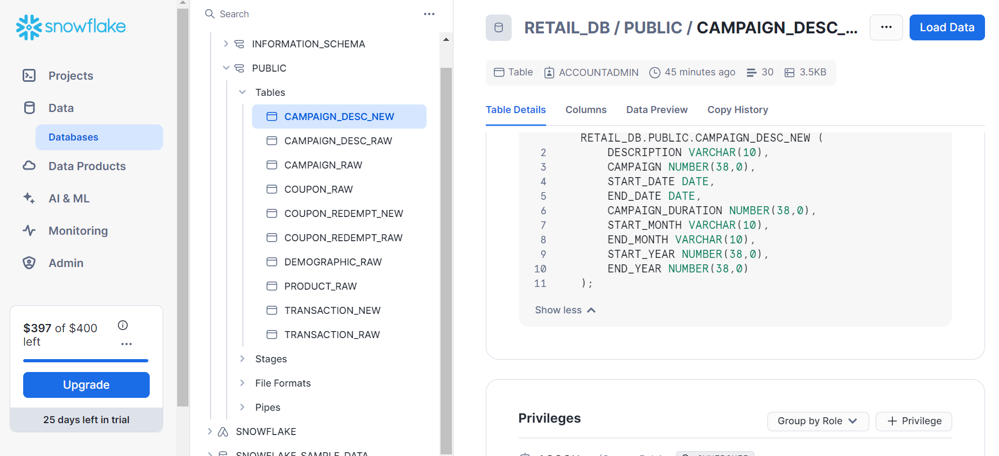 snowflake
Projects
Data
Databases
Data Products
AI & ML
Monitoring
Admin
$397 of $400
left
Upgrade
25 days left in trial
Search
INFORMATION_SCHEMA
PUBLIC
Tables
CAMPAIGN_DESC_NEW
CAMPAIGN_DESC_RAW
CAMPAIGN_RAW
COUPON_RAW
COUPON_REDEMPT_NEW
COUPON_REDEMPT_RAW
DEMOGRAPHIC_RAW
PRODUCT_RAW
TRANSACTION_NEW
TRANSACTION_RAW
Stages
File Formats
Pipes
SNOWFLAKE
SNOWFLAKE_SAMPLE_DATA
RETAIL_DB / PUBLIC / CAMPAIGN_DESC_...
Load Data
Table ACCOUNTADMIN 45 minutes ago 30 3.5KB
Table Details Columns Data Preview Copy History
RETAIL_DB.PUBLIC.CAMPAIGN_DESC_NEW (
2 DESCRIPTION VARCHAR(10),
3 CAMPAIGN NUMBER(38,0),
4 START_DATE DATE,
5 END_DATE DATE,
6 CAMPAIGN_DURATION NUMBER(38,0),
7 START_MONTH VARCHAR(10),
8 END_MONTH VARCHAR(10),
9 START_YEAR NUMBER(38,0),
10 END_YEAR NUMBER(38,0)
11 );
Show less
Privileges
Group by Role
+ Privilege